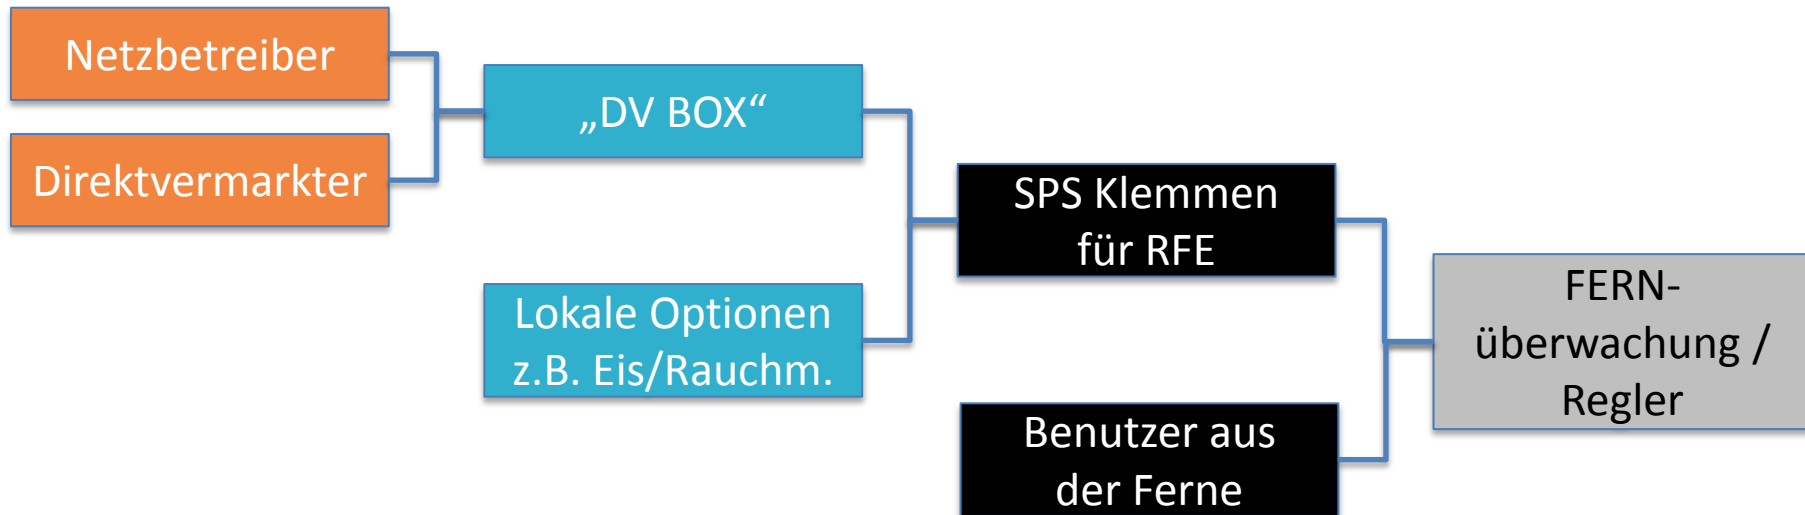 Netzbetreiber
Direktvermarkter
„DV BOX“
Lokale Optionen
z.B. Eis/Rauchm.
SPS Klemmen
für RFE
Benutzer aus
der Ferne
FERN-
überwachung /
Regler